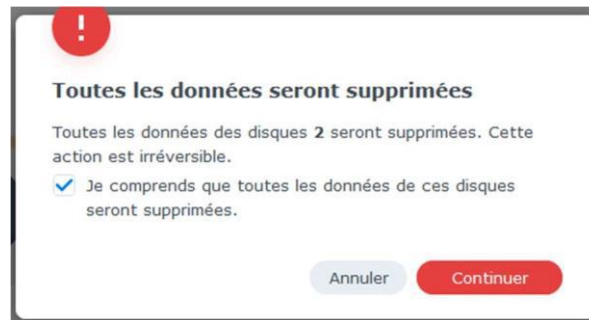 !
Toutes les données seront supprimées
Toutes les données des disques 2 seront supprimées. Cette
action est irréversible.
Je comprends que toutes les données de ces disques
seront supprimées.
Annuler Continuer